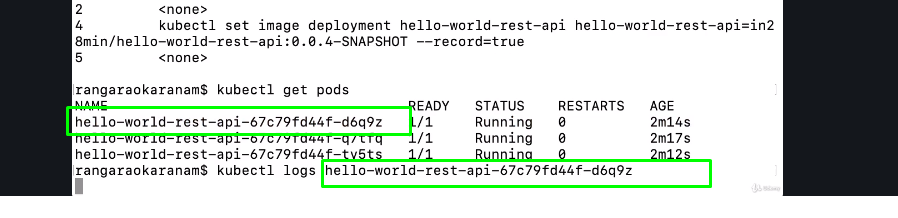 2 <none>
4 kubectl set image deployment hello-world-rest-api hello-world-rest-api=in2
8min/hello-world-rest-api:0.0.4-SNAPSHOT --record=true
5 <none>
[rangaraokaranam$ kubectl get pods ]
NAME READY STATUS RESTARTS AGE
hello-world-rest-api-67c79fd44f-d6q9z 1/1 Running 0 2m14s
hello-world-rest-api-67c79fd44f-q7tfq 1/1 Running 0 2m17s
hello-world-rest-api-67c79fd44f-ty5ts 1/1 Running 0 2m12s
[rangaraokaranam$ kubectl logs hello-world-rest-api-67c79fd44f-d6q9z ]